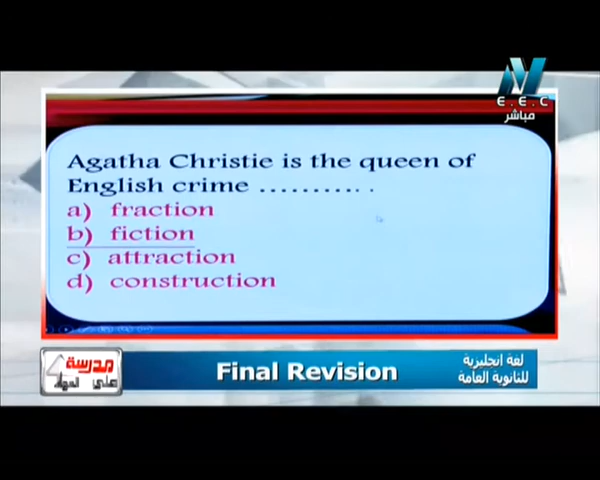 E.E.C
مباشر
Agatha Christie is the queen of
English crime ............
a) fraction
b) fiction
c) attraction
d) construction
مدرسة
على الهواء
Final Revision
لغة انجليزية
للثانوية العامة